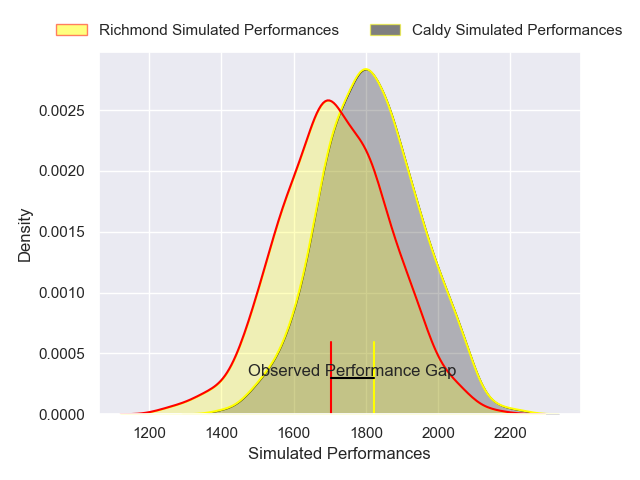 Richmond Simulated Performances
Caldy Simulated Performances
0.0025
0.0020
0.0015
0.0010
0.0005
0.0000
Density
Observed Performance Gap
1200 1400 1600 1800 2000 2200
Simulated Performances